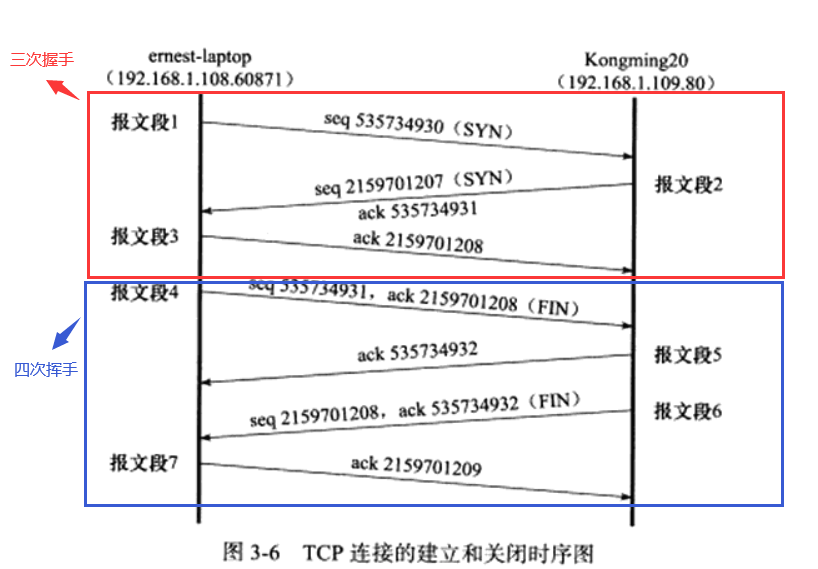 ernest-laptop
Kongming20
三次握手
(192.168.1.108.60871)
(192.168.1.109.80)
报文段1
seq 535734930(SYN)
seq 2159701207(SYN)
报文段2
ack 535734931
报文段3
ack 2159701208
报文段4
seq 535734931, ack 2159701208(FIN)
四次挥手
ack 535734932
报文段5
seq 2159701208, ack 535734932(FIN)
报文段6
报文段7
ack 2159701209
图 3-6 TCP 连接的建立和关闭时序图